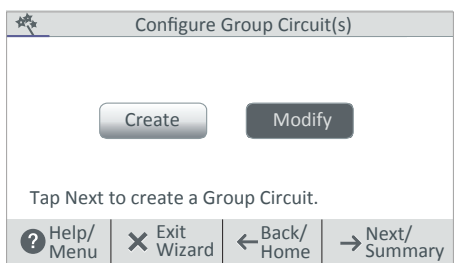 Configure Group Circuit(s)
Create
Modify
Tap Next to create a Group Circuit.
Help/
Menu
Exit
Wizard
Back/
Home
Next/
Summary